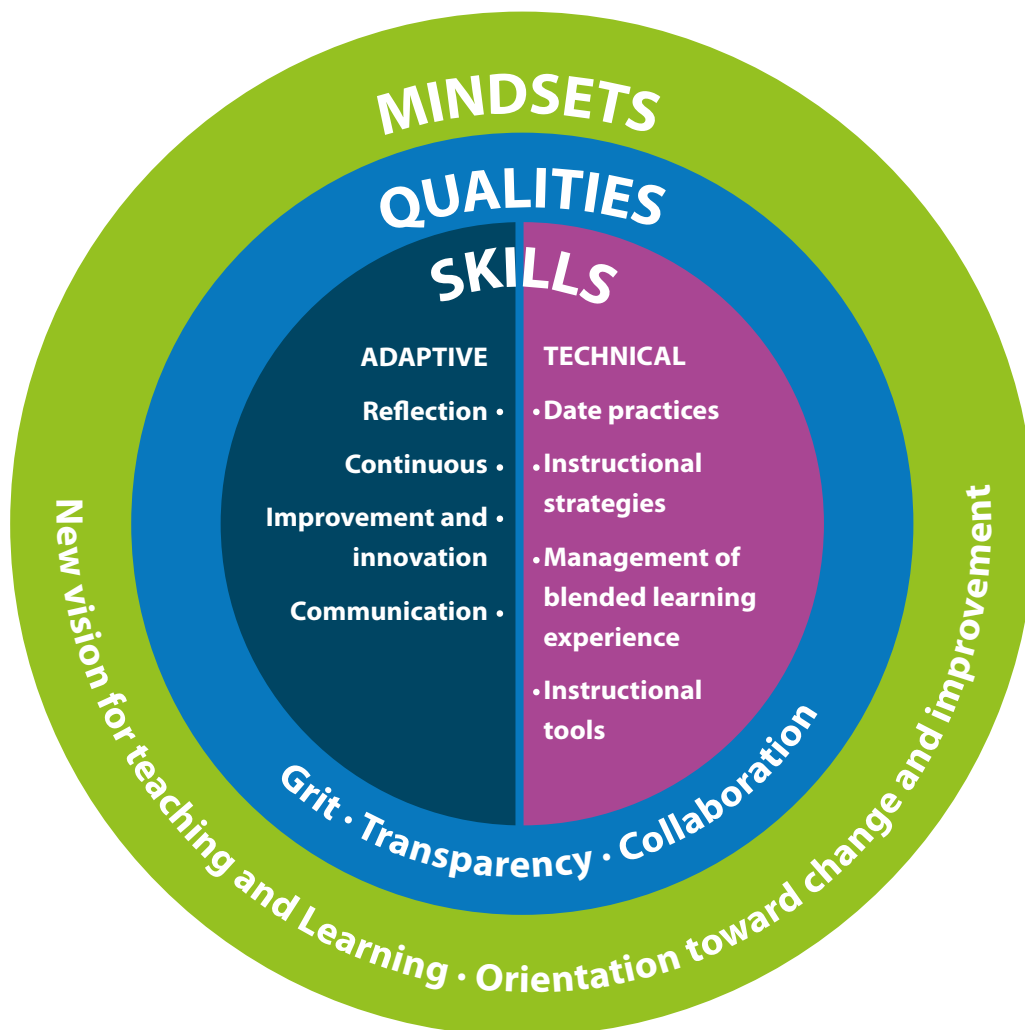 MINDSETS
QUALITIES
SKILLS
ADAPTIVE
Reflection •
Continuous •
Improvement and •
innovation
Communication •
TECHNICAL
• Date practices
• Instructional
strategies
• Management of
blended learning
experience
• Instructional
tools
Grit · Transparency · Collaboration
New vision for teaching and Learning · Orientation toward change and improvement